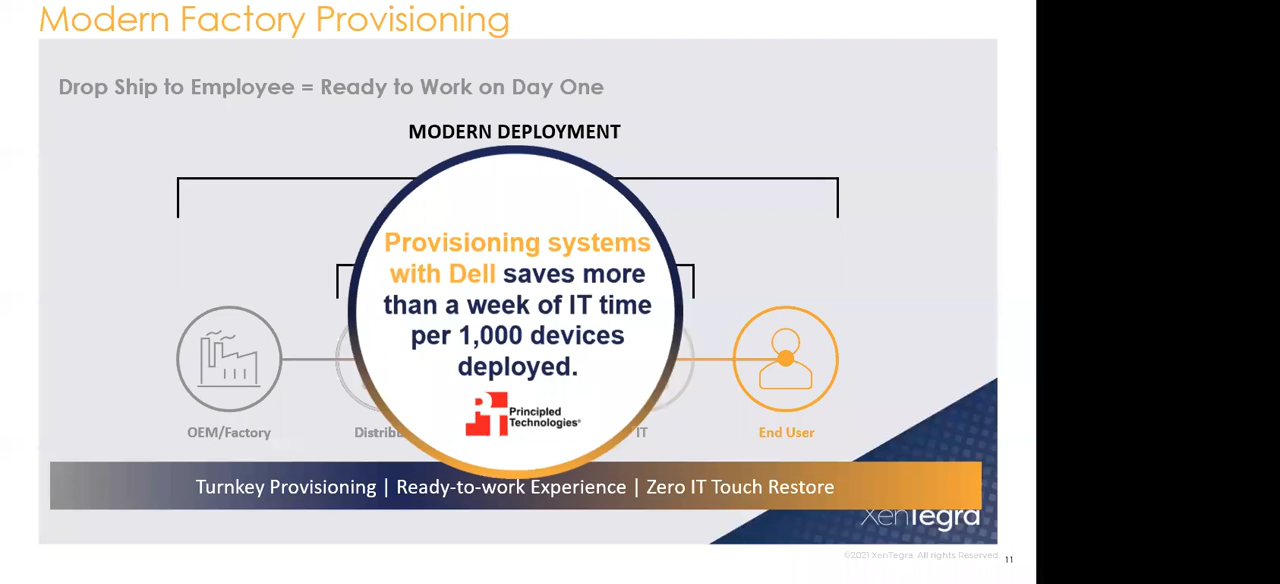 Modern Factory Provisioning
Drop Ship to Employee = Ready to Work on Day One
MODERN DEPLOYMENT
Provisioning systems
with Dell saves more
than a week of IT time
per 1,000 devices
deployed.
PT Principled
Technologies®
OEM/Factory
IT
End User
Turnkey Provisioning | Ready-to-work Experience | Zero IT Touch Restore
XenTegra
©2021 XenTegra. All rights Reserved.
11